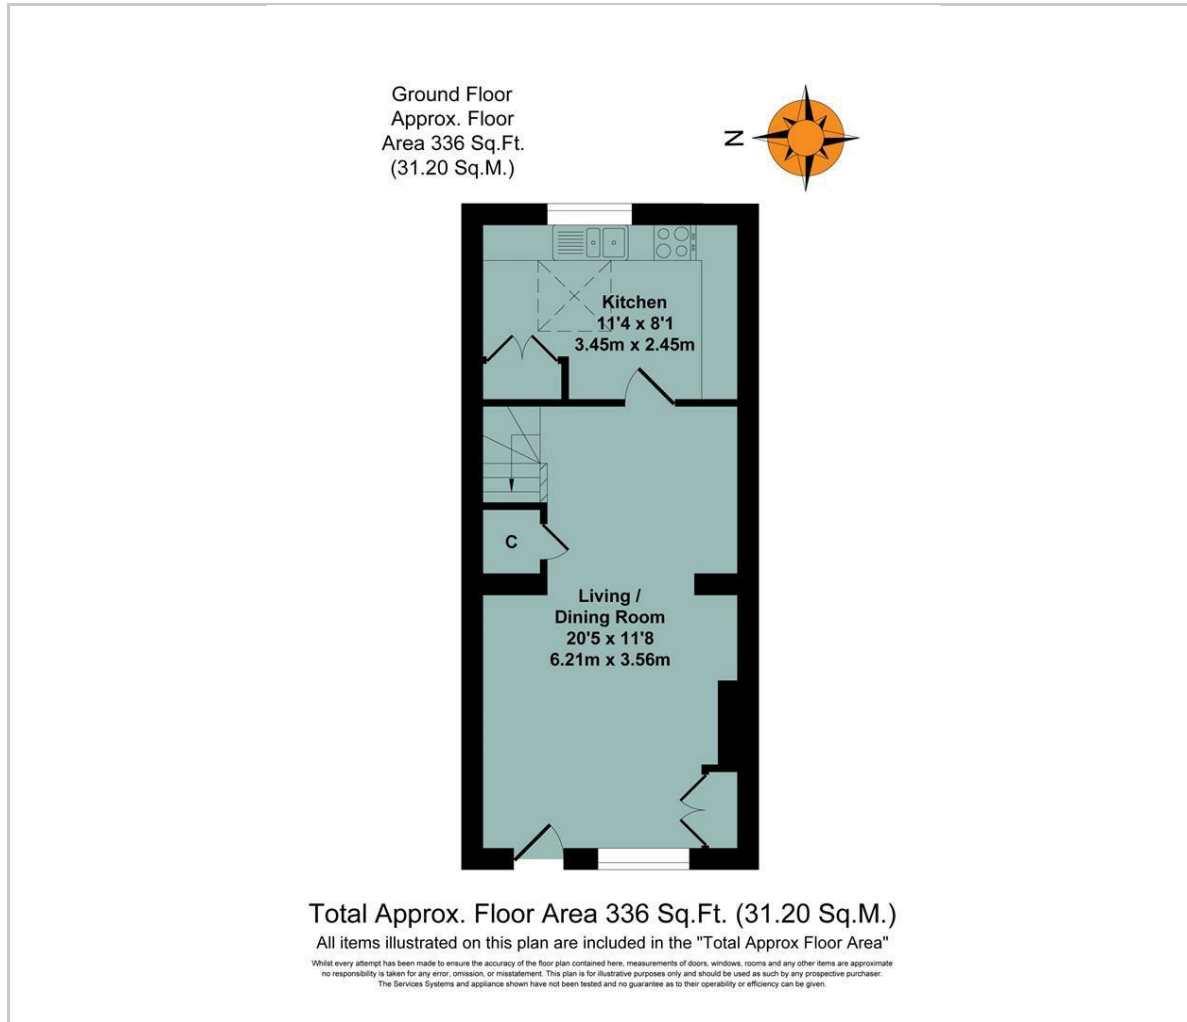 Ground Floor
Approx. Floor
Area 336 Sq.Ft.
(31.20 Sq.M.)
N
Kitchen
11'4 x 8'1
3.45m x 2.45m
C
Living /
Dining Room
20'5 x 11'8
6.21m x 3.56m
Total Approx. Floor Area 336 Sq.Ft. (31.20 Sq.M.)
All items illustrated on this plan are included in the "Total Approx Floor Area"
Whilst every attempt has been made to ensure the accuracy of the floor plan contained here, measurements of doors, windows, rooms and any other items are approximate
no responsibility is taken for any error, omission, or misstatement. This plan is for illustrative purposes only and should be used as such by any prospective purchaser.
The Services Systems and appliance shown have not been tested and no guarantee as to their operability or efficiency can be given.